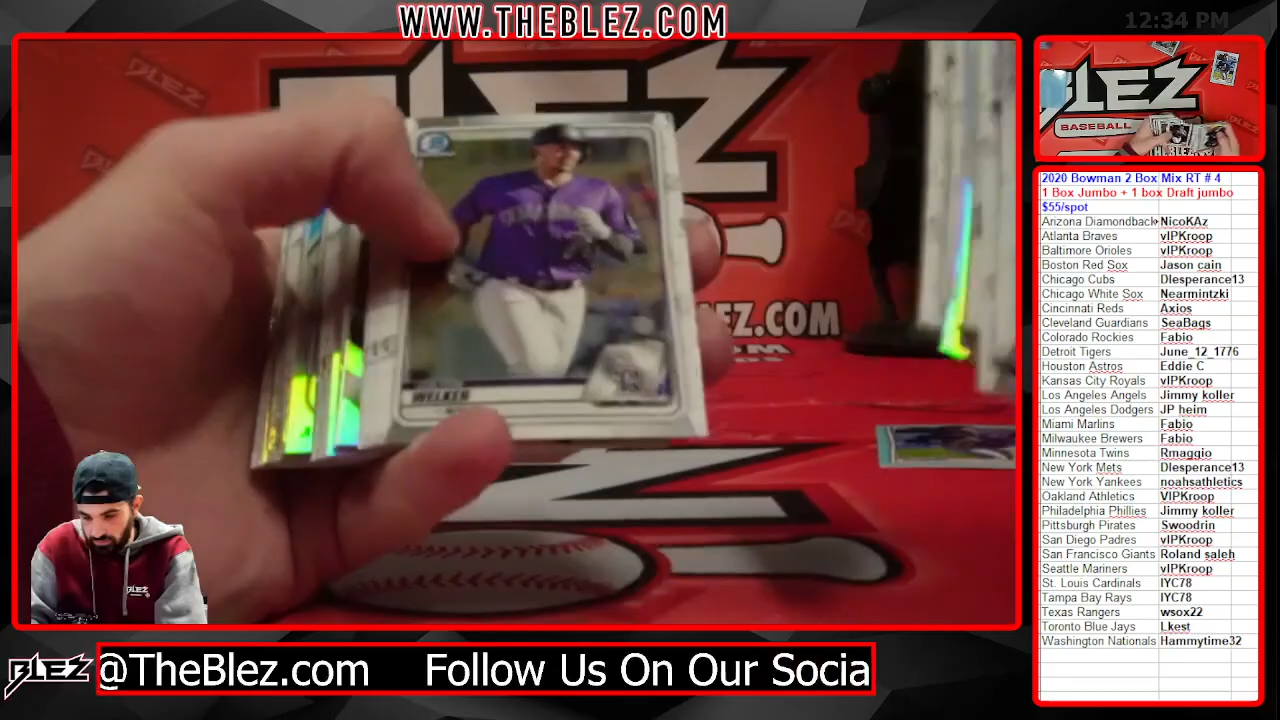 WWW.THEBLEZ.COM
12:34 PM
BLEZ
BASEBALL
WELKER
EZ.COM
2020 Bowman 2 Box Mix RT # 4
1 Box Jumbo + 1 box Draft jumbo
$55/spot
Arizona Diamondback NicoKAz
Atlanta Braves vIPKroop
Baltimore Orioles vIPKroop
Boston Red Sox Jason cain
Chicago Cubs Dlesperance13
Chicago White Sox Nearmintzki
Cincinnati Reds Axios
Cleveland Guardians SeaBags
Colorado Rockies Fabio
Detroit Tigers June_12_1776
Houston Astros Eddie C
Kansas City Royals vIPKroop
Los Angeles Angels Jimmy koller
Los Angeles Dodgers JP heim
Miami Marlins Fabio
Milwaukee Brewers Fabio
Minnesota Twins Rmaggio
New York Mets Dlesperance13
New York Yankees noahsathletics
Oakland Athletics VIPKroop
Philadelphia Phillies Jimmy koller
Pittsburgh Pirates Swoodrin
San Diego Padres vIPKroop
San Francisco Giants Roland saleh
Seattle Mariners vIPKroop
St. Louis Cardinals IYC78
Tampa Bay Rays IYC78
Texas Rangers wsox22
Toronto Blue Jays Lkest
Washington Nationals Hammytime32
BLEZ
BLEZ @TheBlez.com Follow Us On Our Socia